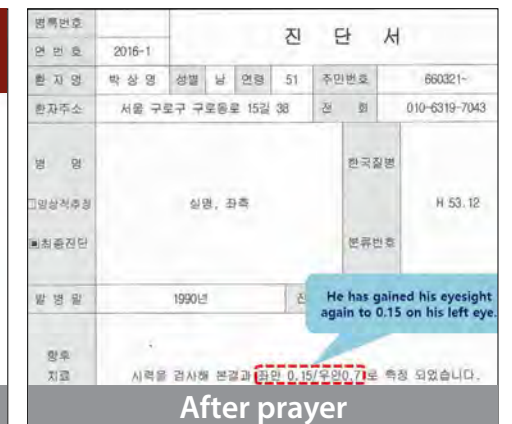 병록번호
연 번 호 2016-1 진 단 서
환 자 명 박 상 명 성별 남 연령 51 주민번호 660321-
환자주소 서울 구로구 구로동로 15길 38 전 화 010-6319-7043
병 명 한국질병
□임상적추정 실명, 좌측 H 53.12
▣최종진단 분류번호
발 병 일 1990년 진
He has gained his eyesight
again to 0.15 on his left eye.
향후
치료 시력을 검사해 본결과 좌안 0.15/우안0.7로 측정 되었습니다.
After prayer